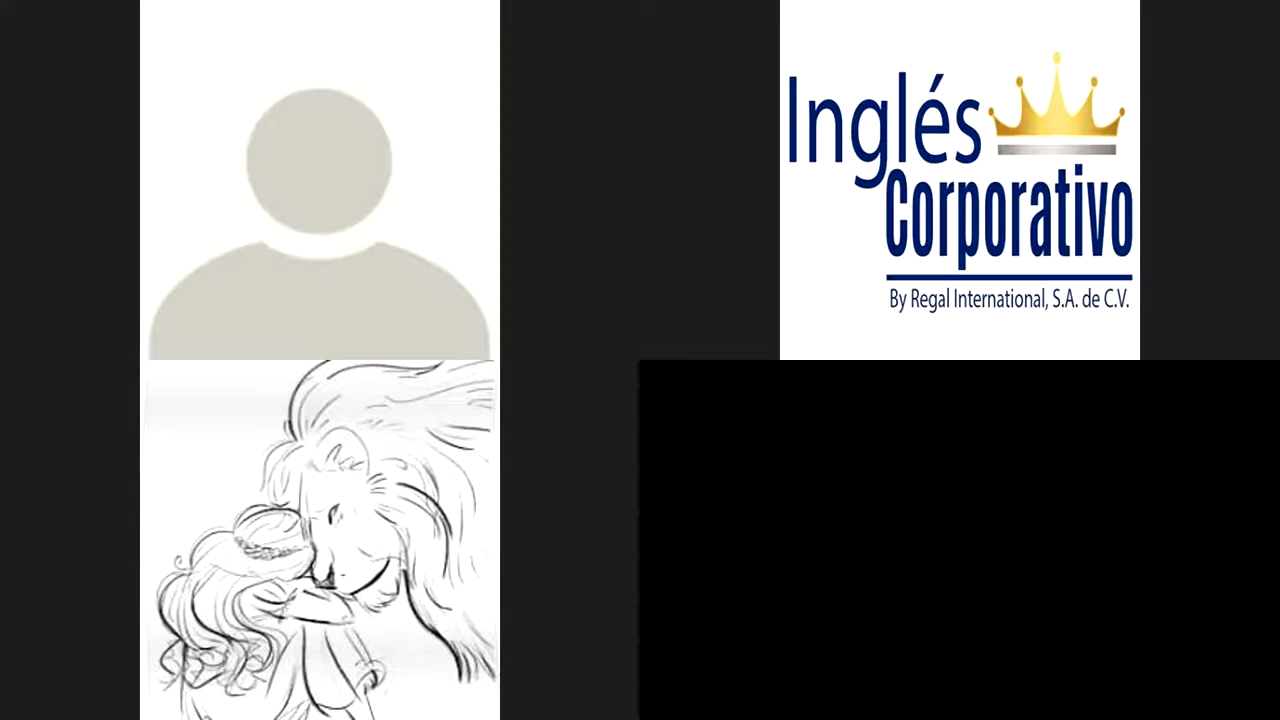 Inglés
Corporativo
By Regal International, S.A. de C.V.